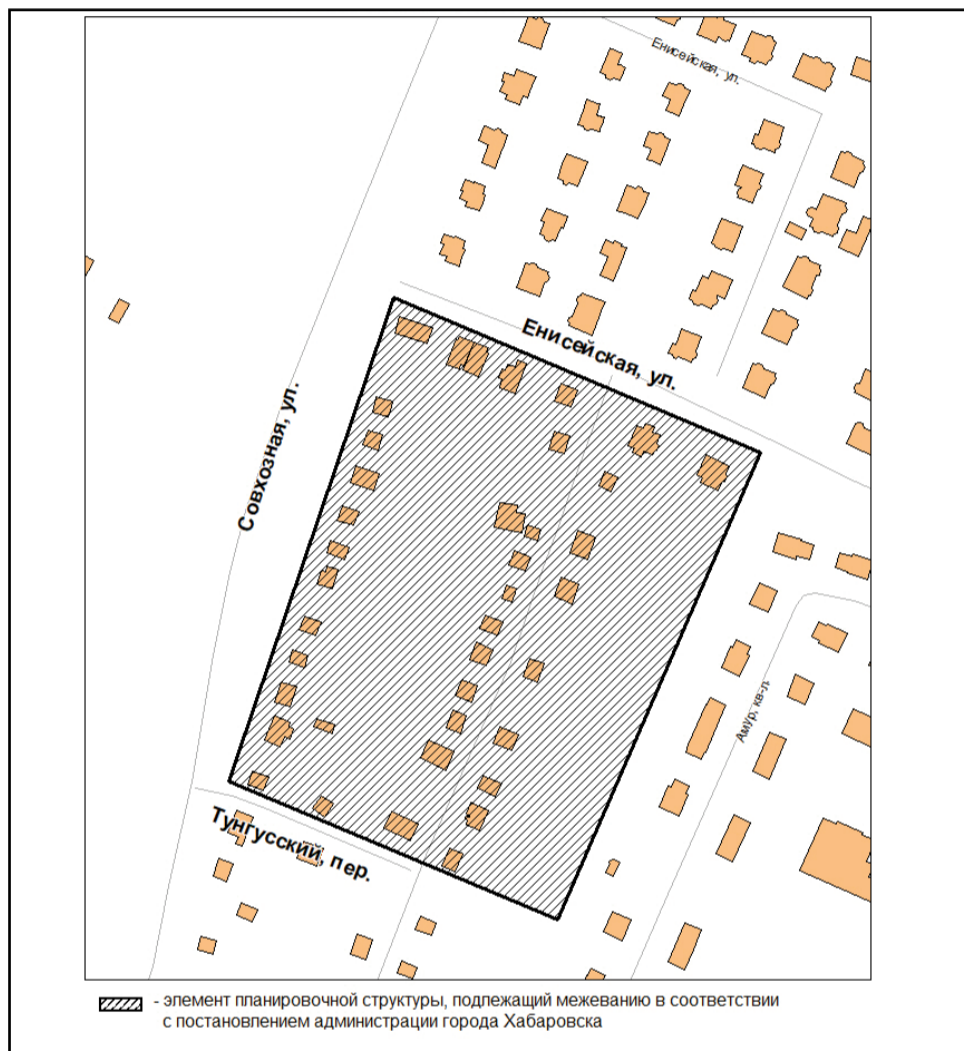 Енисейская, ул.
Енисейская, ул.
Совхозная, ул.
Амур, кв-л.
Тунгусский, пер.
- элемент планировочной структуры, подлежащий межеванию в соответствии
с постановлением администрации города Хабаровска